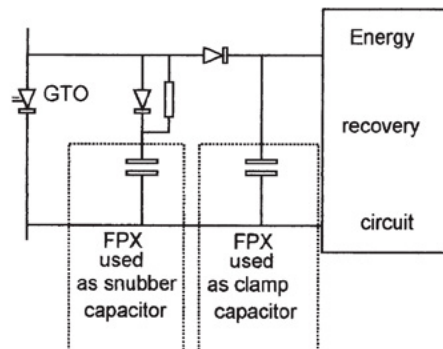 GTO
Energy
recovery
circuit
FPX
used
as snubber
capacitor
FPX
used
as clamp
capacitor